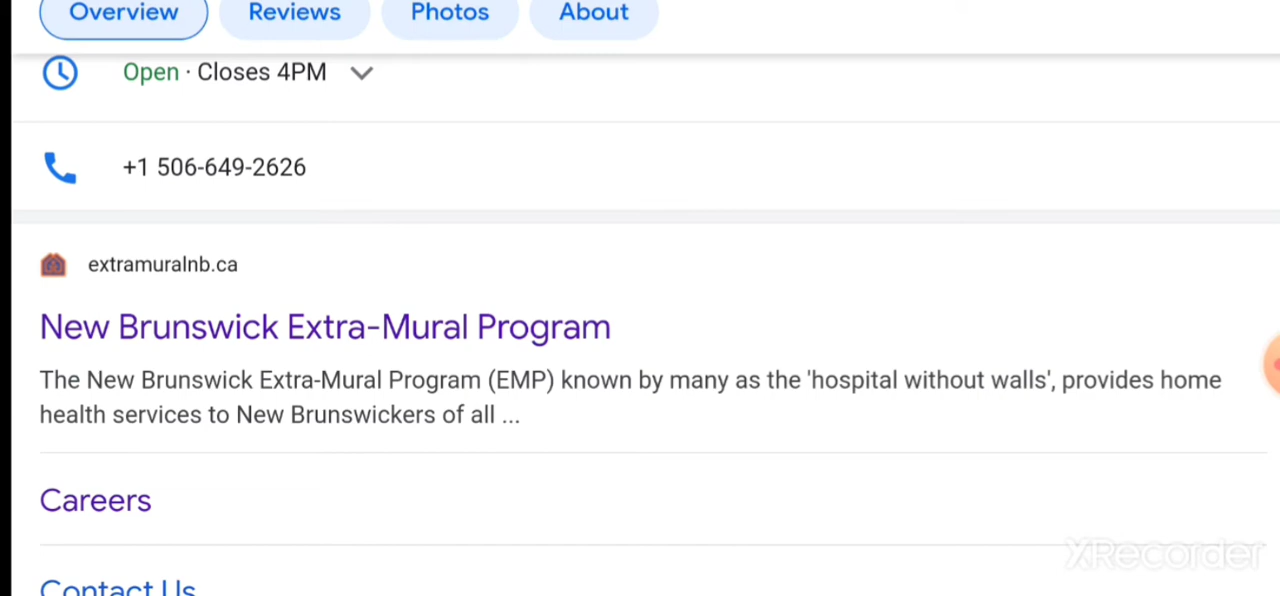 Overview Reviews Photos About
Open · Closes 4PM
+1 506-649-2626
extramuralnb.ca
New Brunswick Extra-Mural Program
The New Brunswick Extra-Mural Program (EMP) known by many as the 'hospital without walls', provides home
health services to New Brunswickers of all ...
Careers
XRecorder
Contact Us